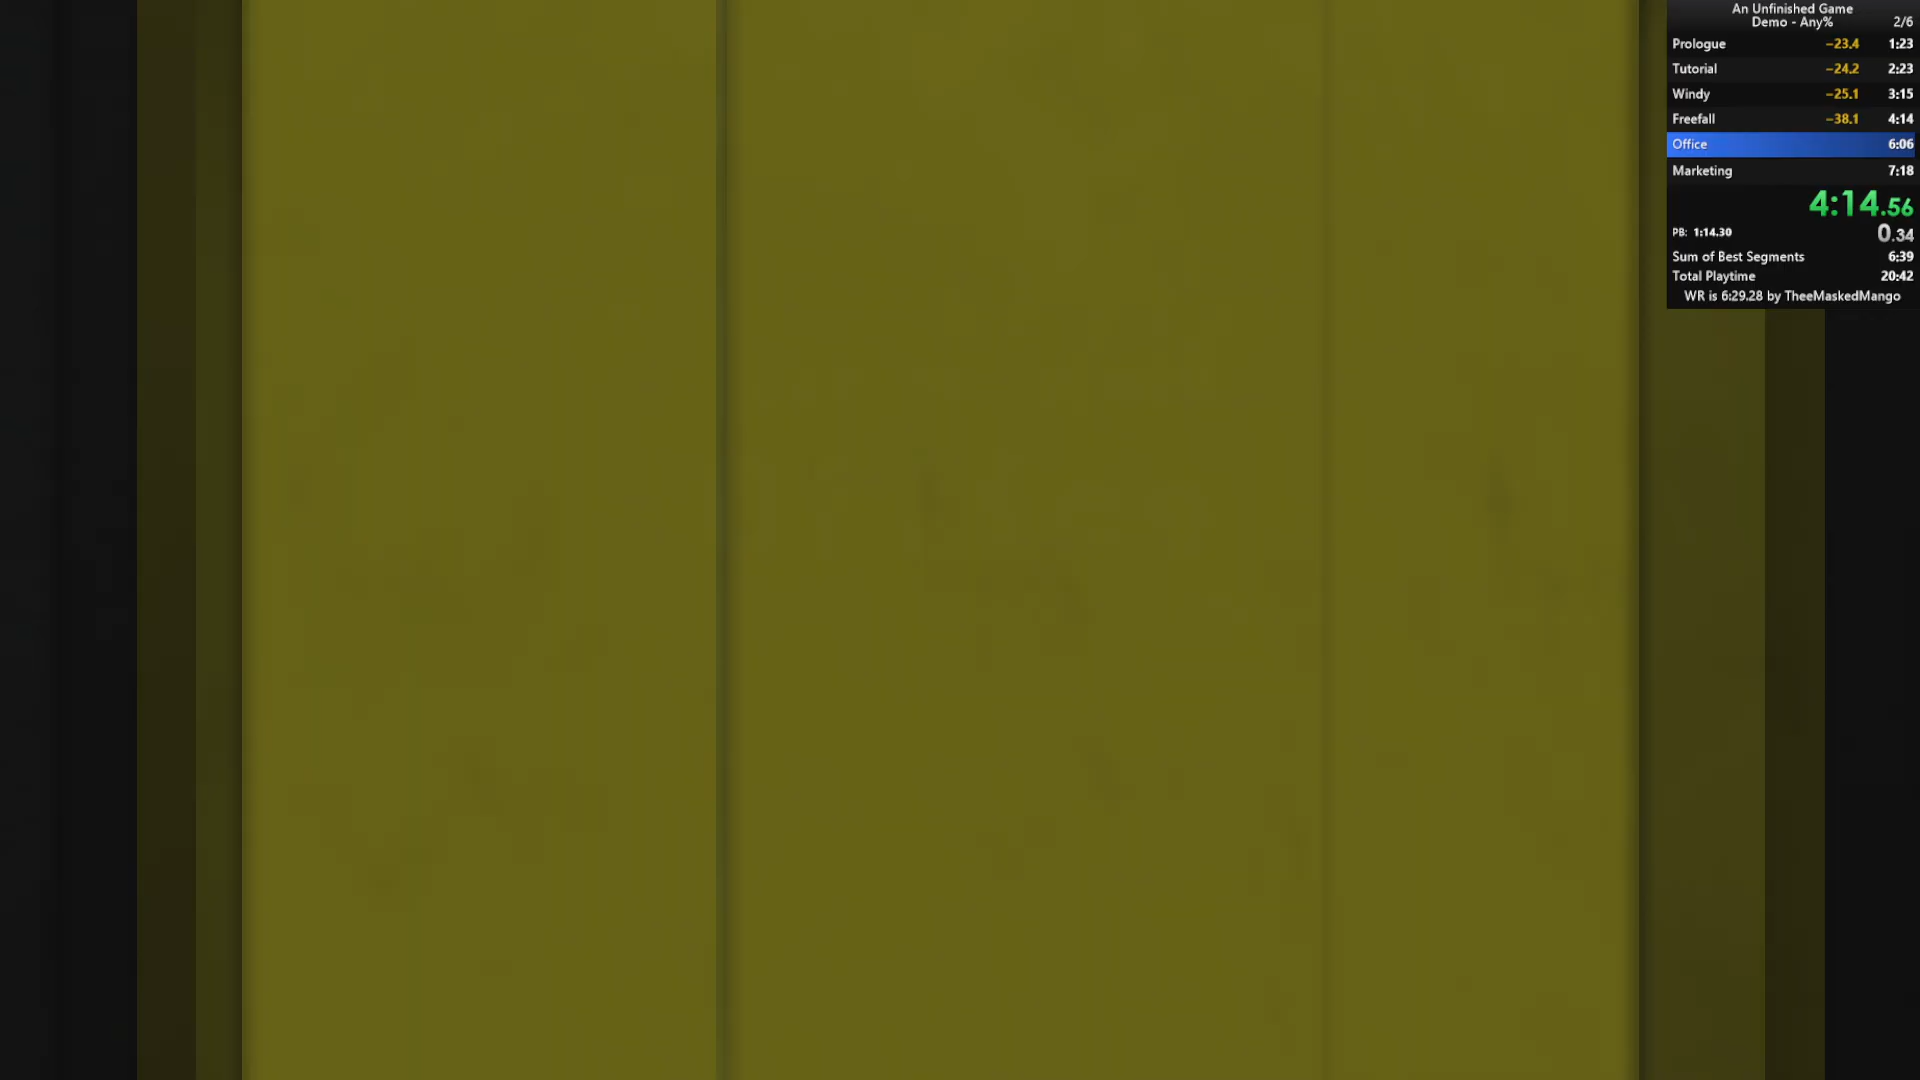 An Unfinished Game
Demo - Any% 2/6
Prologue −23.4 1:23
Tutorial −24.2 2:23
Windy −25.1 3:15
Freefall −38.1 4:14
Office 6:06
Marketing 7:18
4:14.56
PB: 1:14.30 0.34
Sum of Best Segments 6:39
Total Playtime 20:42
WR is 6:29.28 by TheeMaskedMango